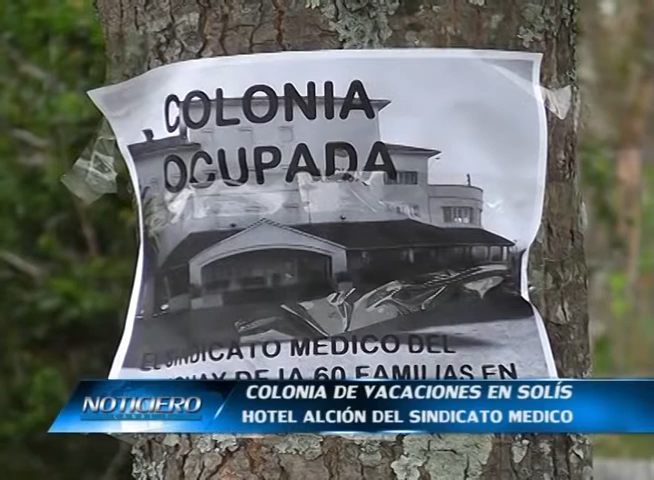 COLONIA
OCUPADA
EL SINDICATO MEDICO DEL
DEJA 60 FAMILIAS EN
NOTICIERO
COLONIA DE VACACIONES EN SOLÍS
HOTEL ALCIÓN DEL SINDICATO MEDICO